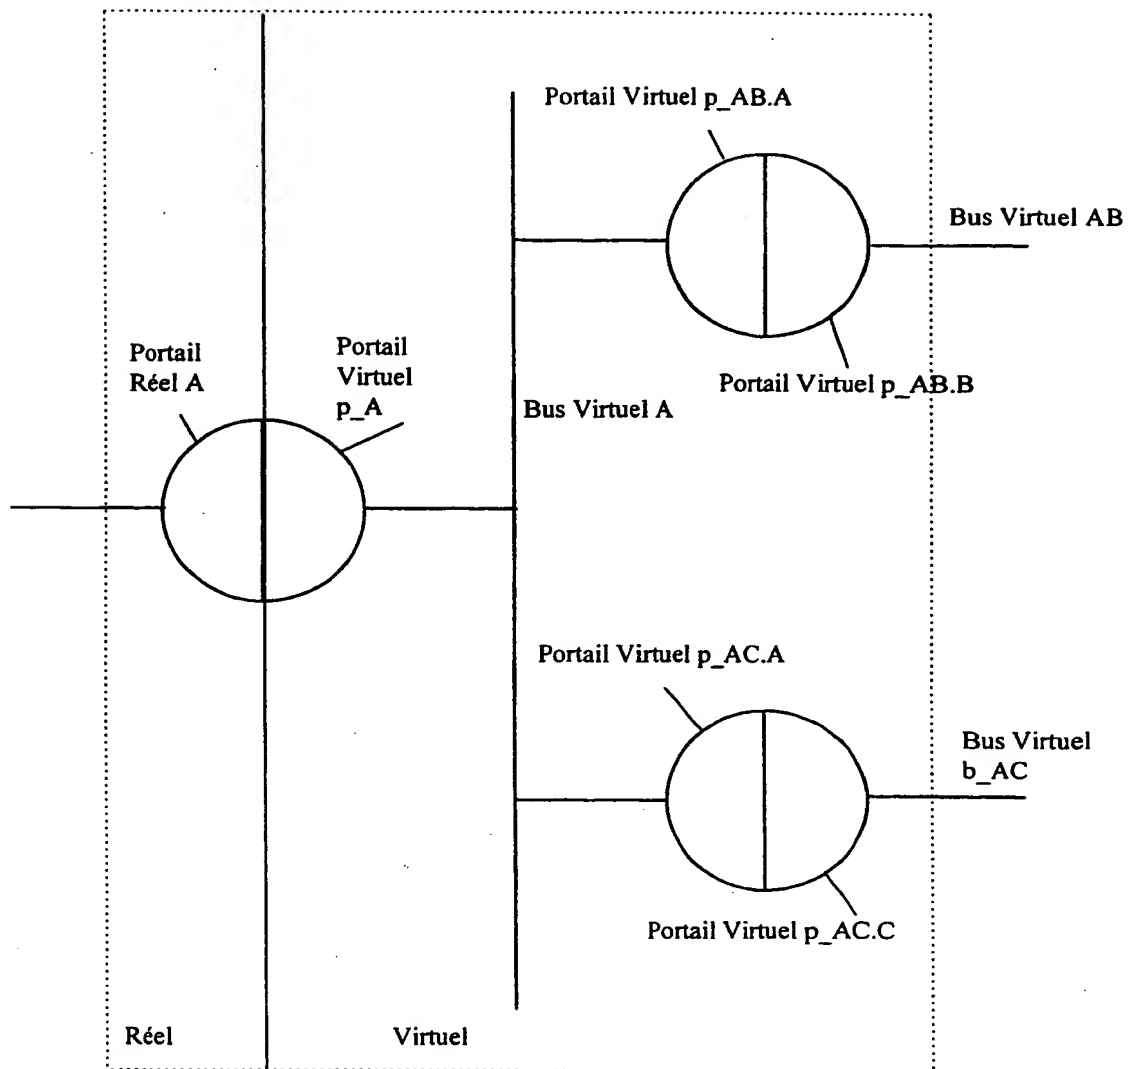 Portail Virtuel p_AB.A
Bus Virtuel AB
Portail
Réel A
Portail
Virtuel
p_A
Portail Virtuel p_AB.B
Bus Virtuel A
Portail Virtuel p_AC.A
Bus Virtuel
b_AC
Portail Virtuel p_AC.C
Réel
Virtuel